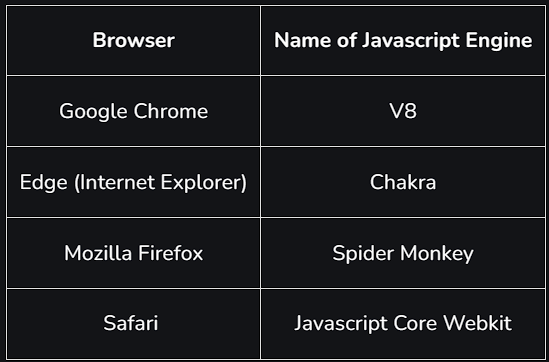 Browser Name of Javascript Engine
Google Chrome V8
Edge (Internet Explorer) Chakra
Mozilla Firefox Spider Monkey
Safari Javascript Core Webkit